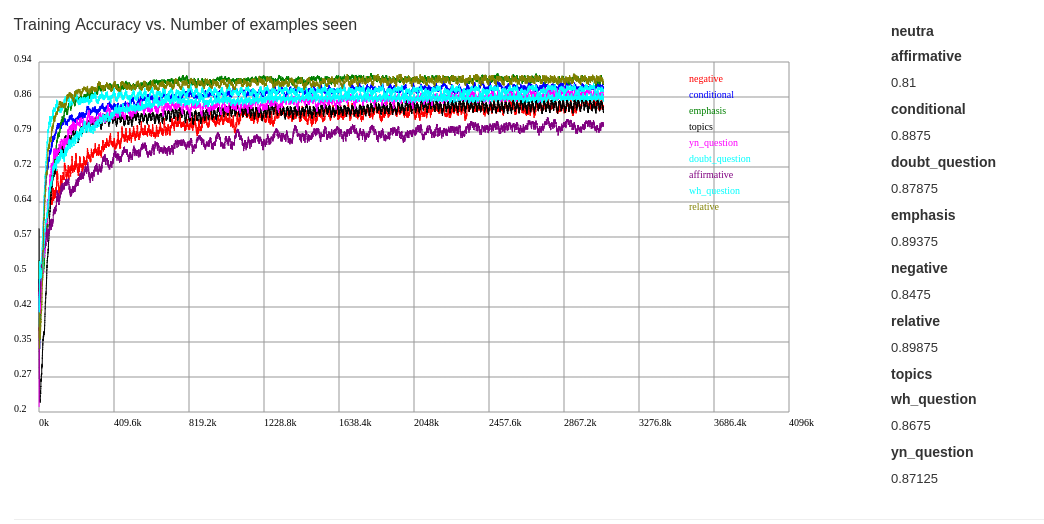 Training Accuracy vs. Number of examples seen
0.94
0.86
0.79
0.72
0.64
0.57
0.5
0.42
0.35
0.27
0.2
0k
409.6k
819.2k
1228.8k
1638.4k
2048k
2457.6k
2867.2k
3276.8k
3686.4k
4096k
negative
conditional
emphasis
topics
yn_question
doubt_question
affirmative
wh_question
relative
neutra
affirmative
0.81
conditional
0.8875
doubt_question
0.87875
emphasis
0.89375
negative
0.8475
relative
0.89875
topics
wh_question
0.8675
yn_question
0.87125